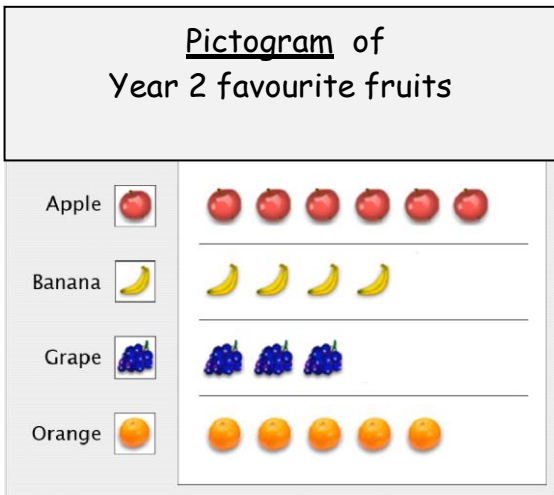 Pictogram of
Year 2 favourite fruits
Apple
Banana
Grape
Orange